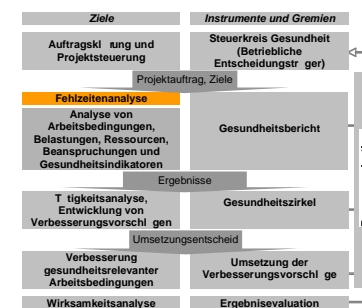 Ziele
Instrumente und Gremien
Auftragskl rung und
Projektsteuerung
Steuerkreis Gesundheit
(Betriebliche
Entscheidungstr ger)
Projektauftrag, Ziele
Fehlzeitenanalyse
Analyse von
Arbeitsbedingungen,
Belastungen, Ressourcen,
Beanspruchungen und
Gesundheitsindikatoren
Gesundheitsbericht
Ergebnisse
T tigkeitsanalyse,
Entwicklung von
Verbesserungsvorschl gen
Gesundheitszirkel
Umsetzungsentscheid
Verbesserung
gesundheitsrelevanter
Arbeitsbedingungen
Umsetzung der
Verbesserungsvorschl ge
Wirksamkeitsanalyse
Ergebnisevaluation